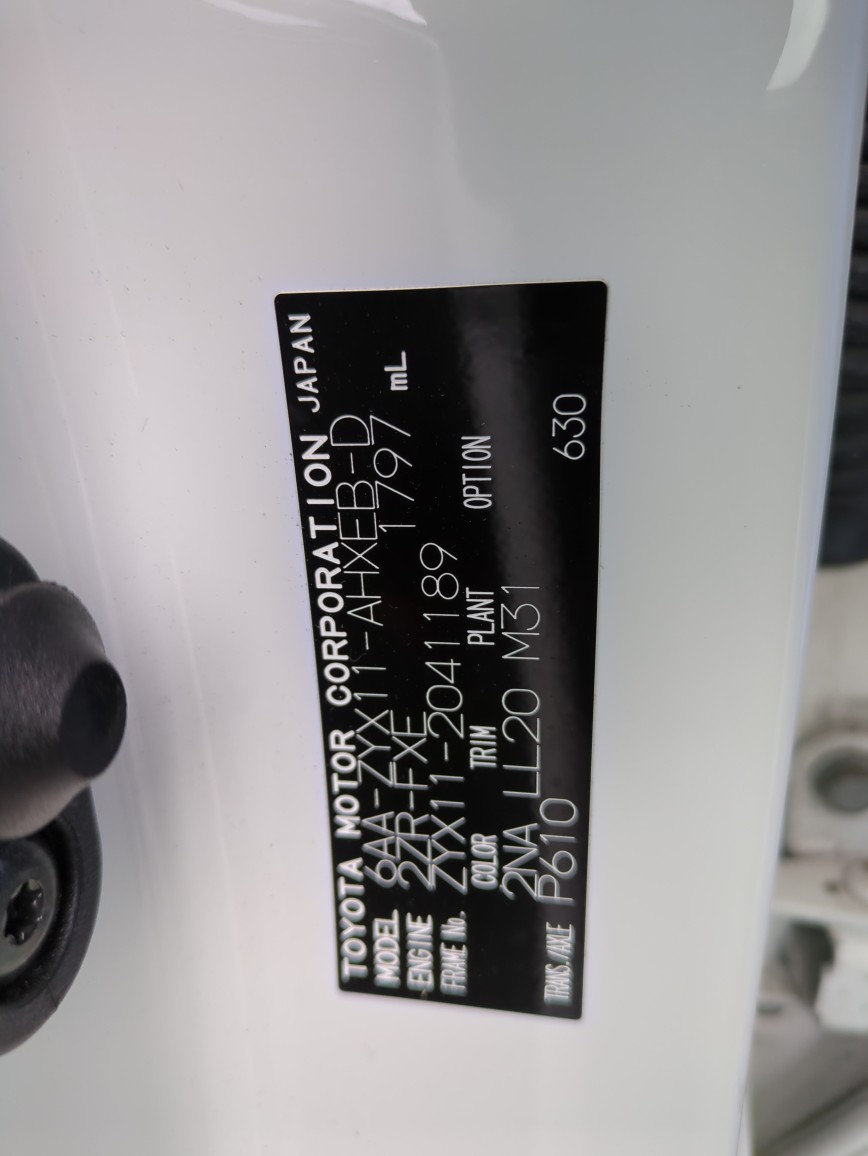 TOYOTA MOTOR CORPORATION JAPAN
MODEL 6AA-ZYX11-AHXEB-D
ENGINE 2ZR-FXE 1797 mL
FRAME No. ZYX11-2041189
COLOR TRIM PLANT OPTION
2NA LL20 M31
TRANS./AXLE P610 630